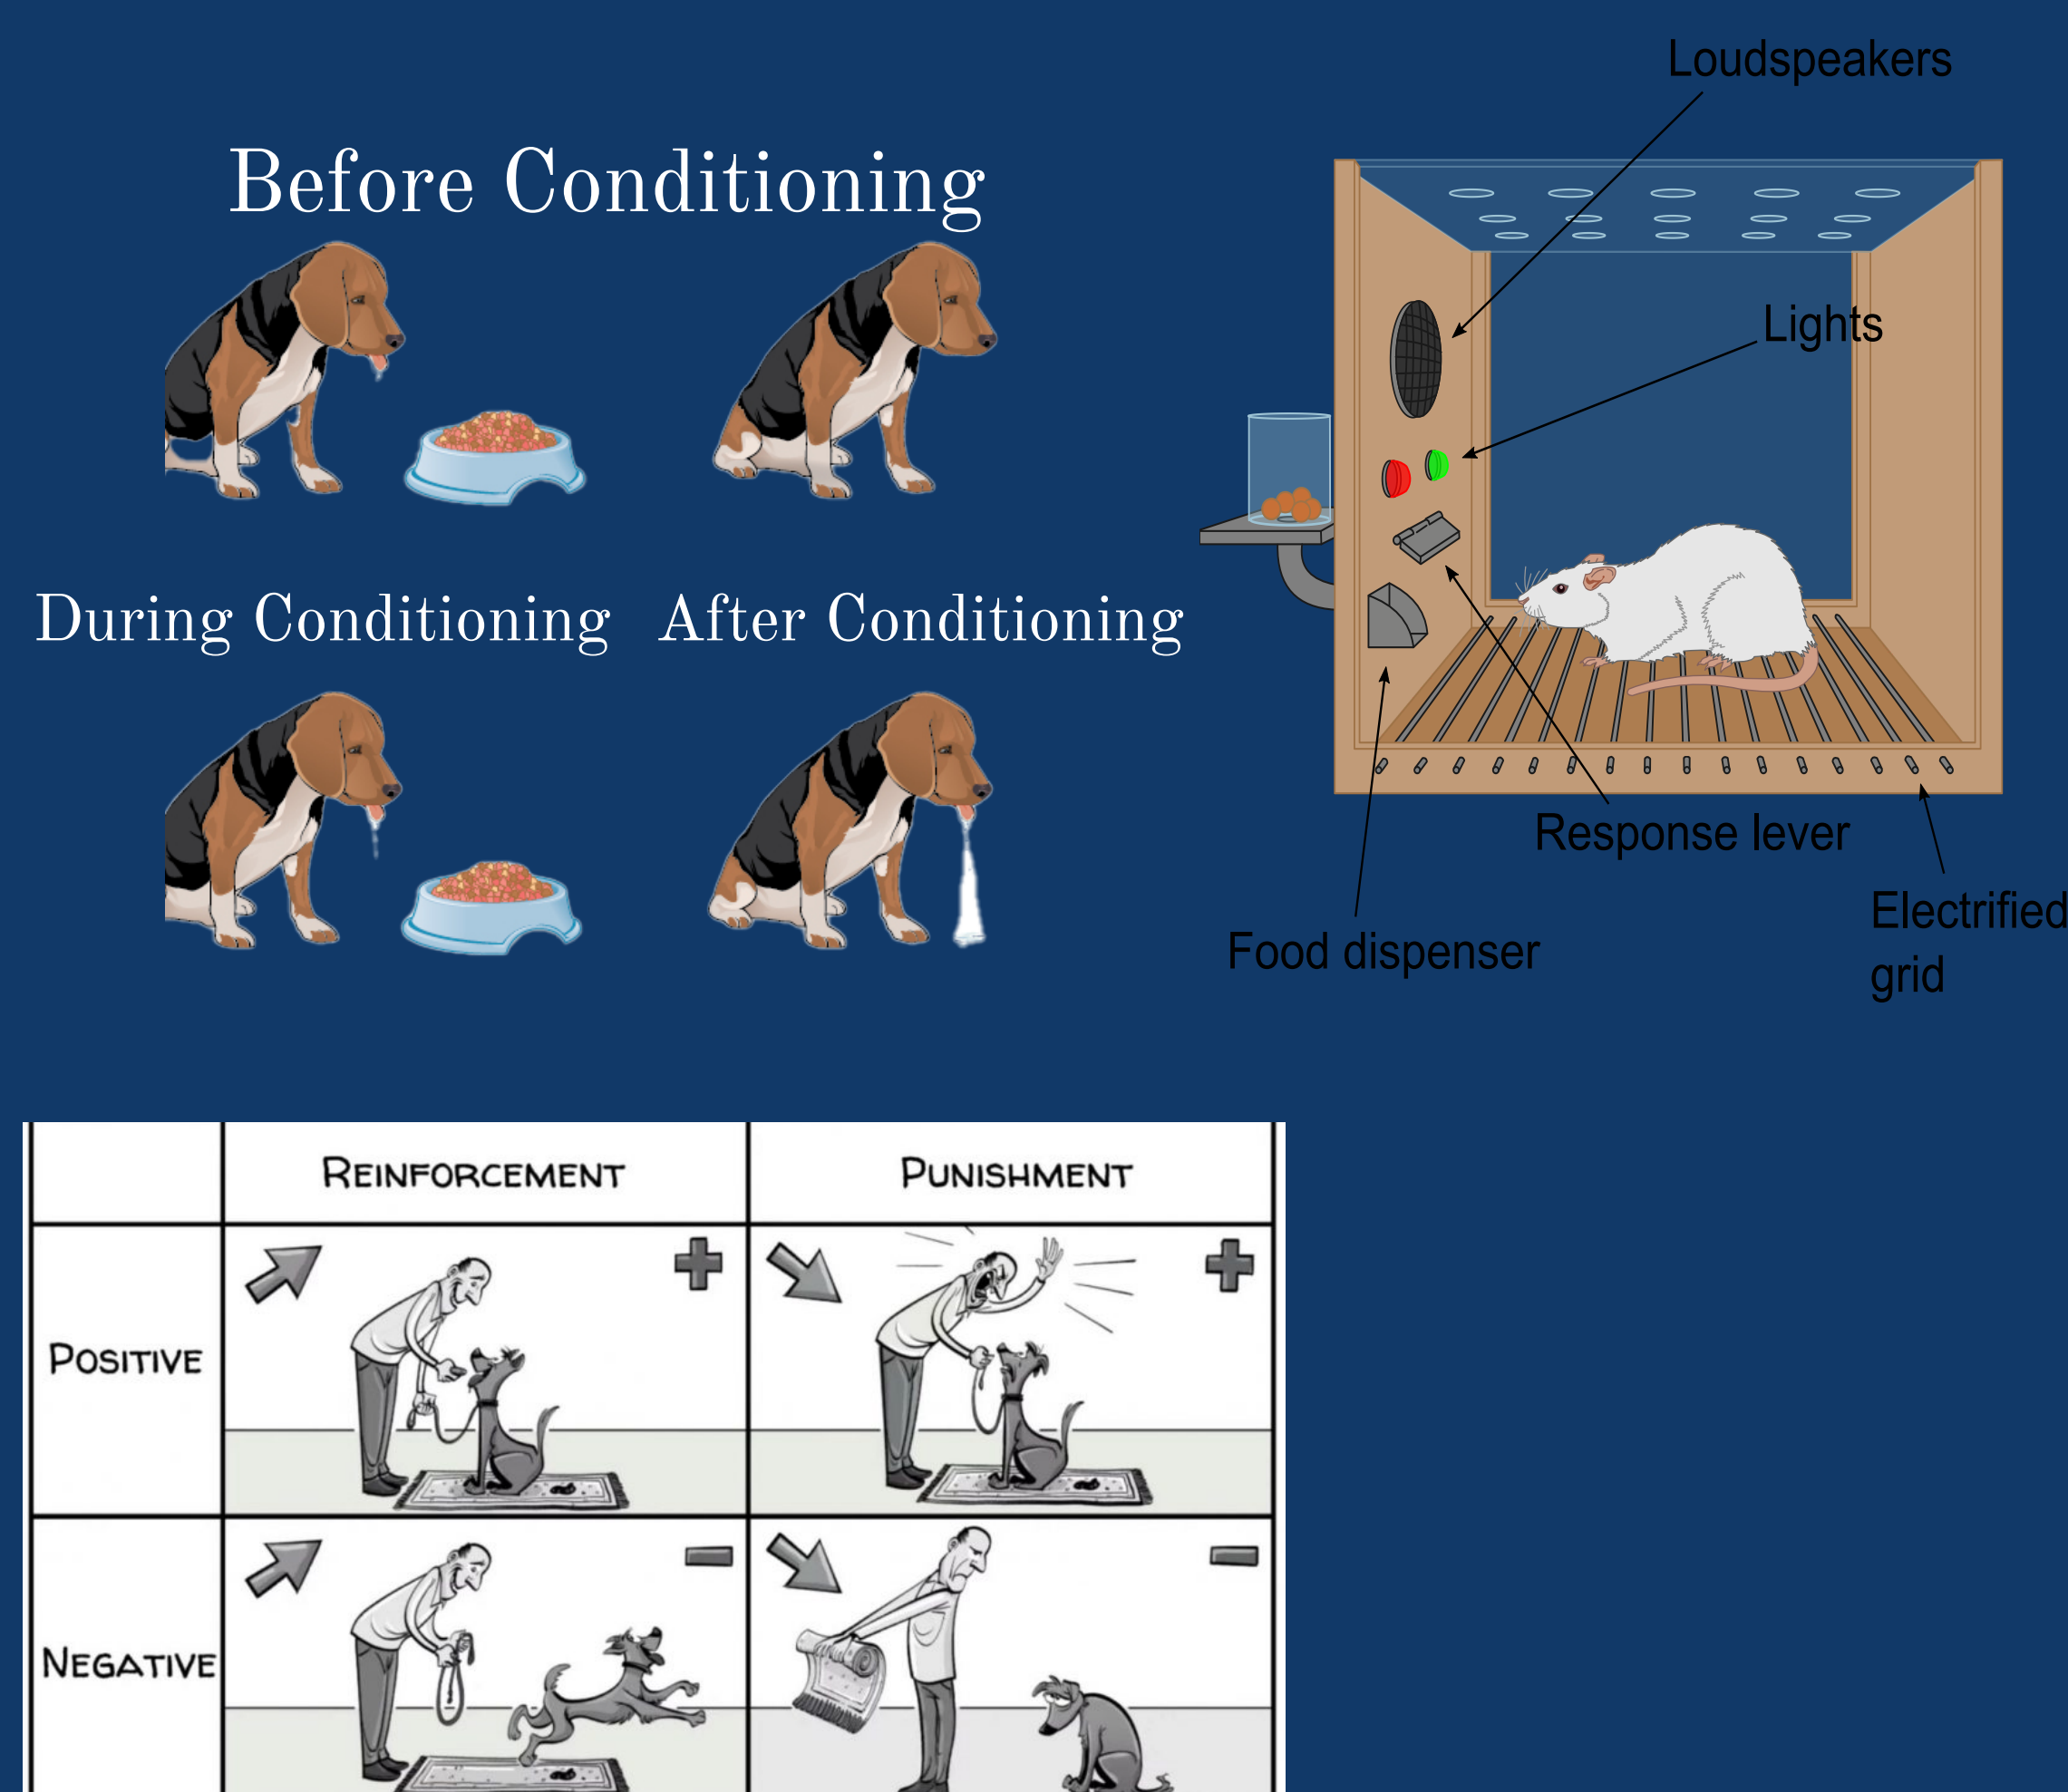 Before Conditioning
During Conditioning
After Conditioning
Loudspeakers
Lights
Response lever
Electrified
grid
Food dispenser
REINFORCEMENT
PUNISHMENT
POSITIVE
NEGATIVE